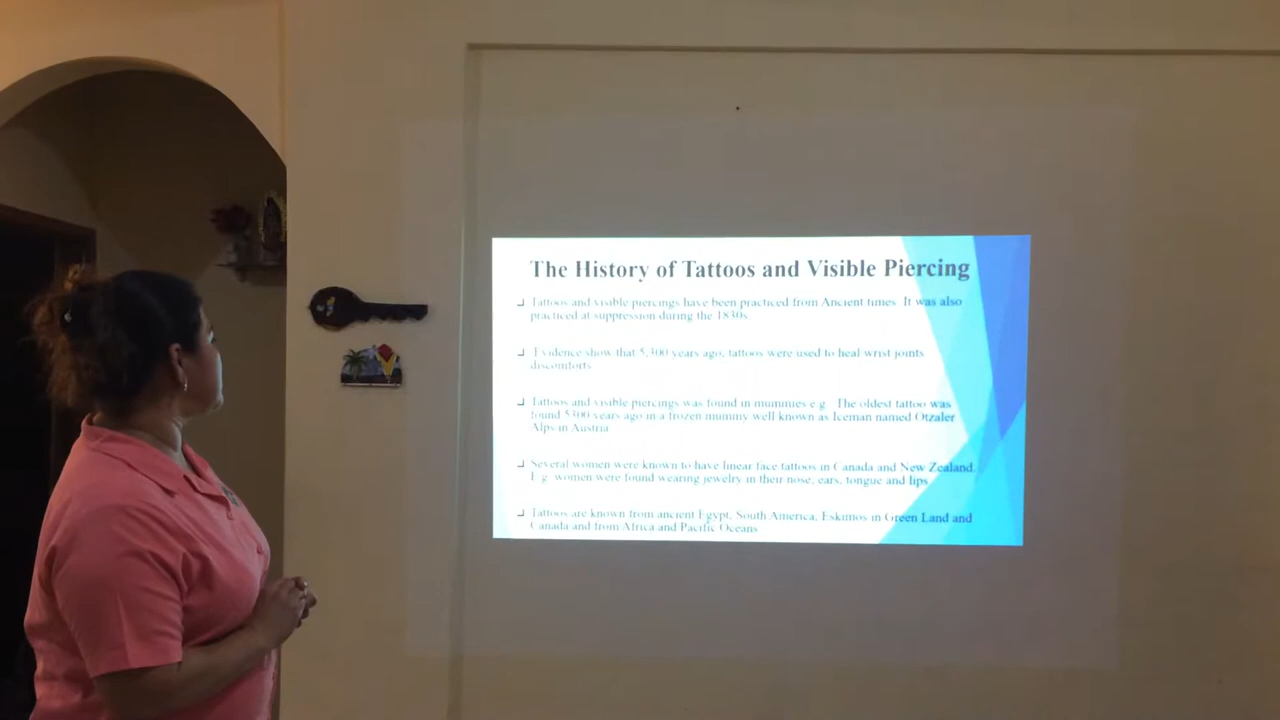 The History of Tattoos and Visible Piercing
Tattoos and visible piercings have been practiced from Ancient times. It was also
practiced at suppression during the 1830s.
Evidence show that 5,300 years ago, tattoos were used to heal wrist joints
discomforts.
Tattoos and visible piercings was found in mummies e.g. The oldest tattoo was
found 5300 years ago in a frozen mummy well known as Iceman named Otzaler
Alps in Austria.
Several women were known to have linear face tattoos in Canada and New Zealand.
E.g. women were found wearing jewelry in their nose, ears, tongue and lips.
Tattoos are known from ancient Egypt, South America, Eskimos in Green Land and
Canada and from Africa and Pacific Oceans